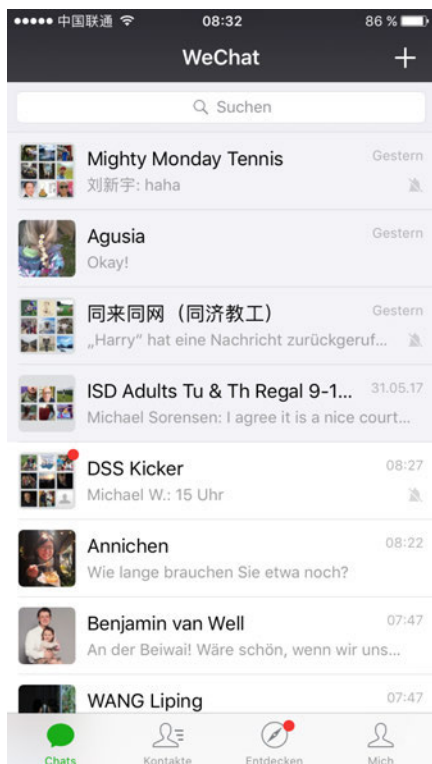 中国联通 08:32 86 %
WeChat
Suchen
Mighty Monday Tennis Gestern
刘新宇: haha
Agusia Gestern
Okay!
同来同网（同济教工） Gestern
„Harry“ hat eine Nachricht zurückgeruf...
ISD Adults Tu & Th Regal 9-1... 31.05.17
Michael Sorensen: I agree it is a nice court...
DSS Kicker 08:27
Michael W.: 15 Uhr
Annichen 08:22
Wie lange brauchen Sie etwa noch?
Benjamin van Well 07:47
An der Beiwai! Wäre schön, wenn wir uns...
WANG Liping 07:47
Chats Kontakte Entdecken Mich